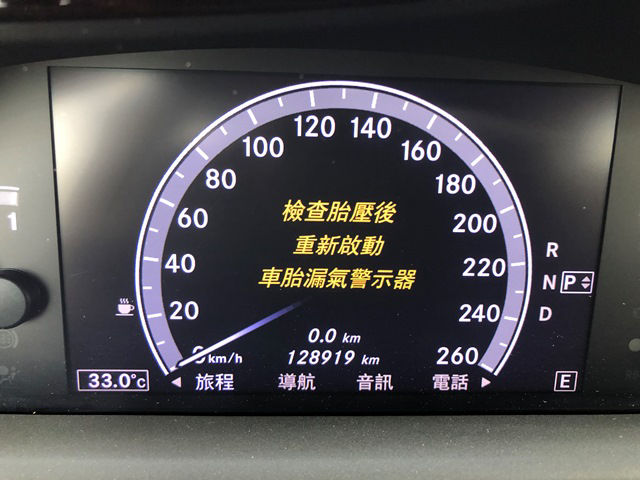 120 140
100 160
80 180
60 200
40 220
20 240
260
檢查胎壓後
重新啟動
車胎漏氣警示器
km/h
0.0 km
128919 km
R
N P
D
1
33.0°C
旅程 導航 音訊 電話
E